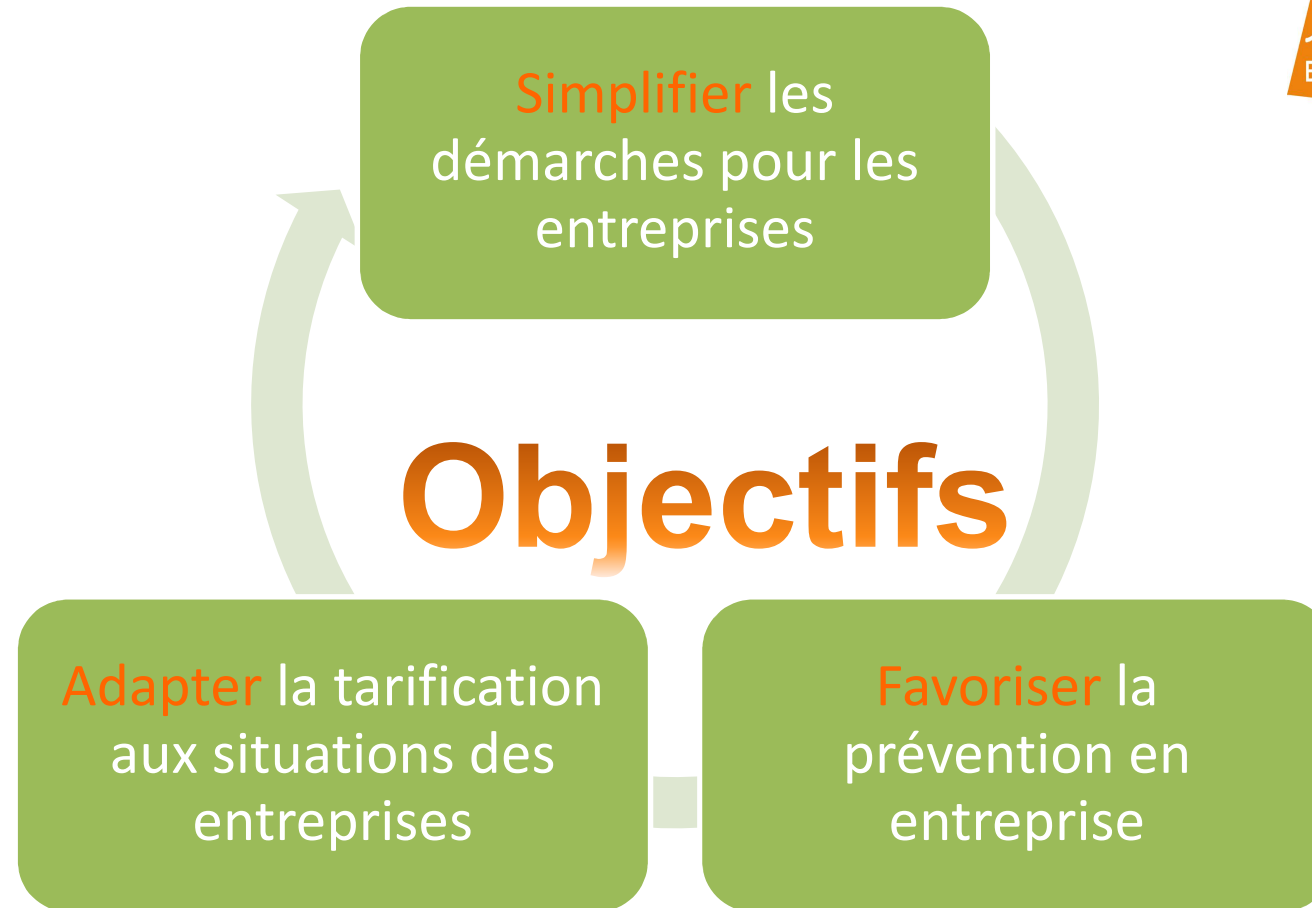 Simplifier les
démarches pour les
entreprises
Objectifs
Adapter la tarification
aux situations des
entreprises
Favoriser la
prévention en
entreprise